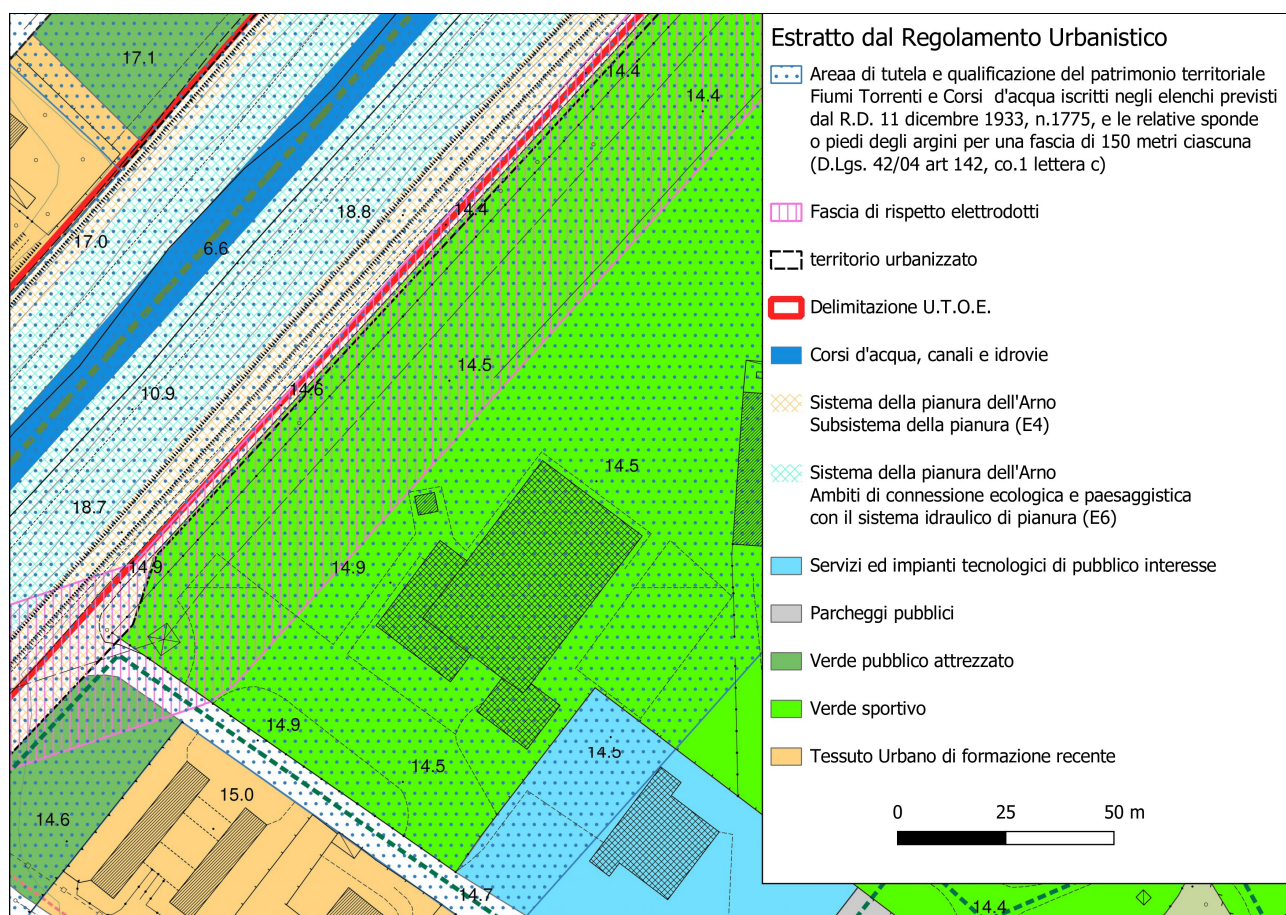 Estratto dal Regolamento Urbanistico
Areaa di tutela e qualificazione del patrimonio territoriale
Fiumi Torrenti e Corsi d'acqua iscritti negli elenchi previsti
dal R.D. 11 dicembre 1933, n.1775, e le relative sponde
o piedi degli argini per una fascia di 150 metri ciascuna
(D.Lgs. 42/04 art 142, co.1 lettera c)
Fascia di rispetto elettrodotti
territorio urbanizzato
Delimitazione U.T.O.E.
Corsi d'acqua, canali e idrovie
Sistema della pianura dell'Arno
Subsistema della pianura (E4)
Sistema della pianura dell'Arno
Ambiti di connessione ecologica e paesaggistica
con il sistema idraulico di pianura (E6)
Servizi ed impianti tecnologici di pubblico interesse
Parcheggi pubblici
Verde pubblico attrezzato
Verde sportivo
Tessuto Urbano di formazione recente
0 25 50 m
17.1
14.4
14.4
18.8
14.4
17.0
6.6
14.5
10.9
14.6
14.5
18.7
14.9
14.9
14.9
14.5
14.5
15.0
14.6
14.7
14.4